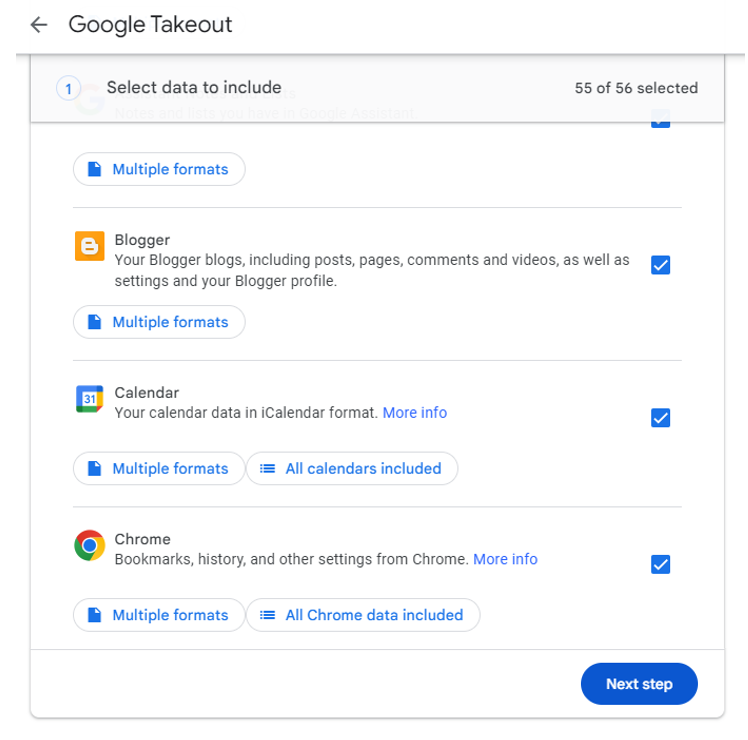 Google Takeout
1
Select data to include
55 of 56 selected
Notes and lists you have in Google Assistant
Multiple formats
Blogger
Your Blogger blogs, including posts, pages, comments and videos, as well as
settings and your Blogger profile.
Multiple formats
31
Calendar
Your calendar data in iCalendar format. More info
Multiple formats
All calendars included
Chrome
Bookmarks, history, and other settings from Chrome. More info
Multiple formats
All Chrome data included
Next step